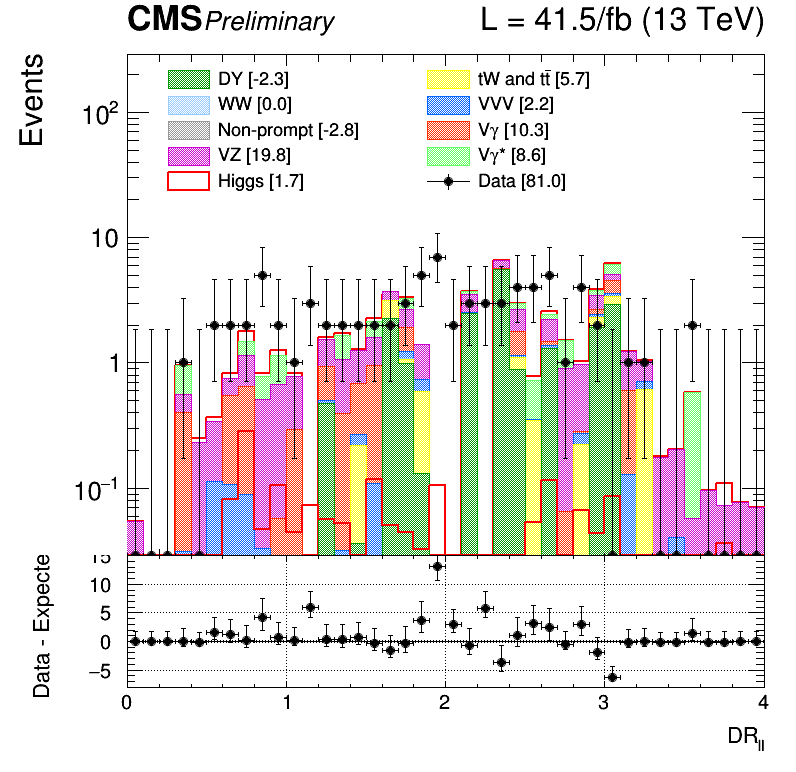 CMS Preliminary L = 41.5/fb (13 TeV)
Events
DY [-2.3]
WW [0.0]
Non-prompt [-2.8]
VZ [19.8]
Higgs [1.7]
tW and tt̄ [5.7]
VVV [2.2]
Vγ [10.3]
Vγ* [8.6]
Data [81.0]
10²
10
1
10⁻¹
Data - Expecte
15
10
5
0
−5
0 1 2 3 4
DR_ll